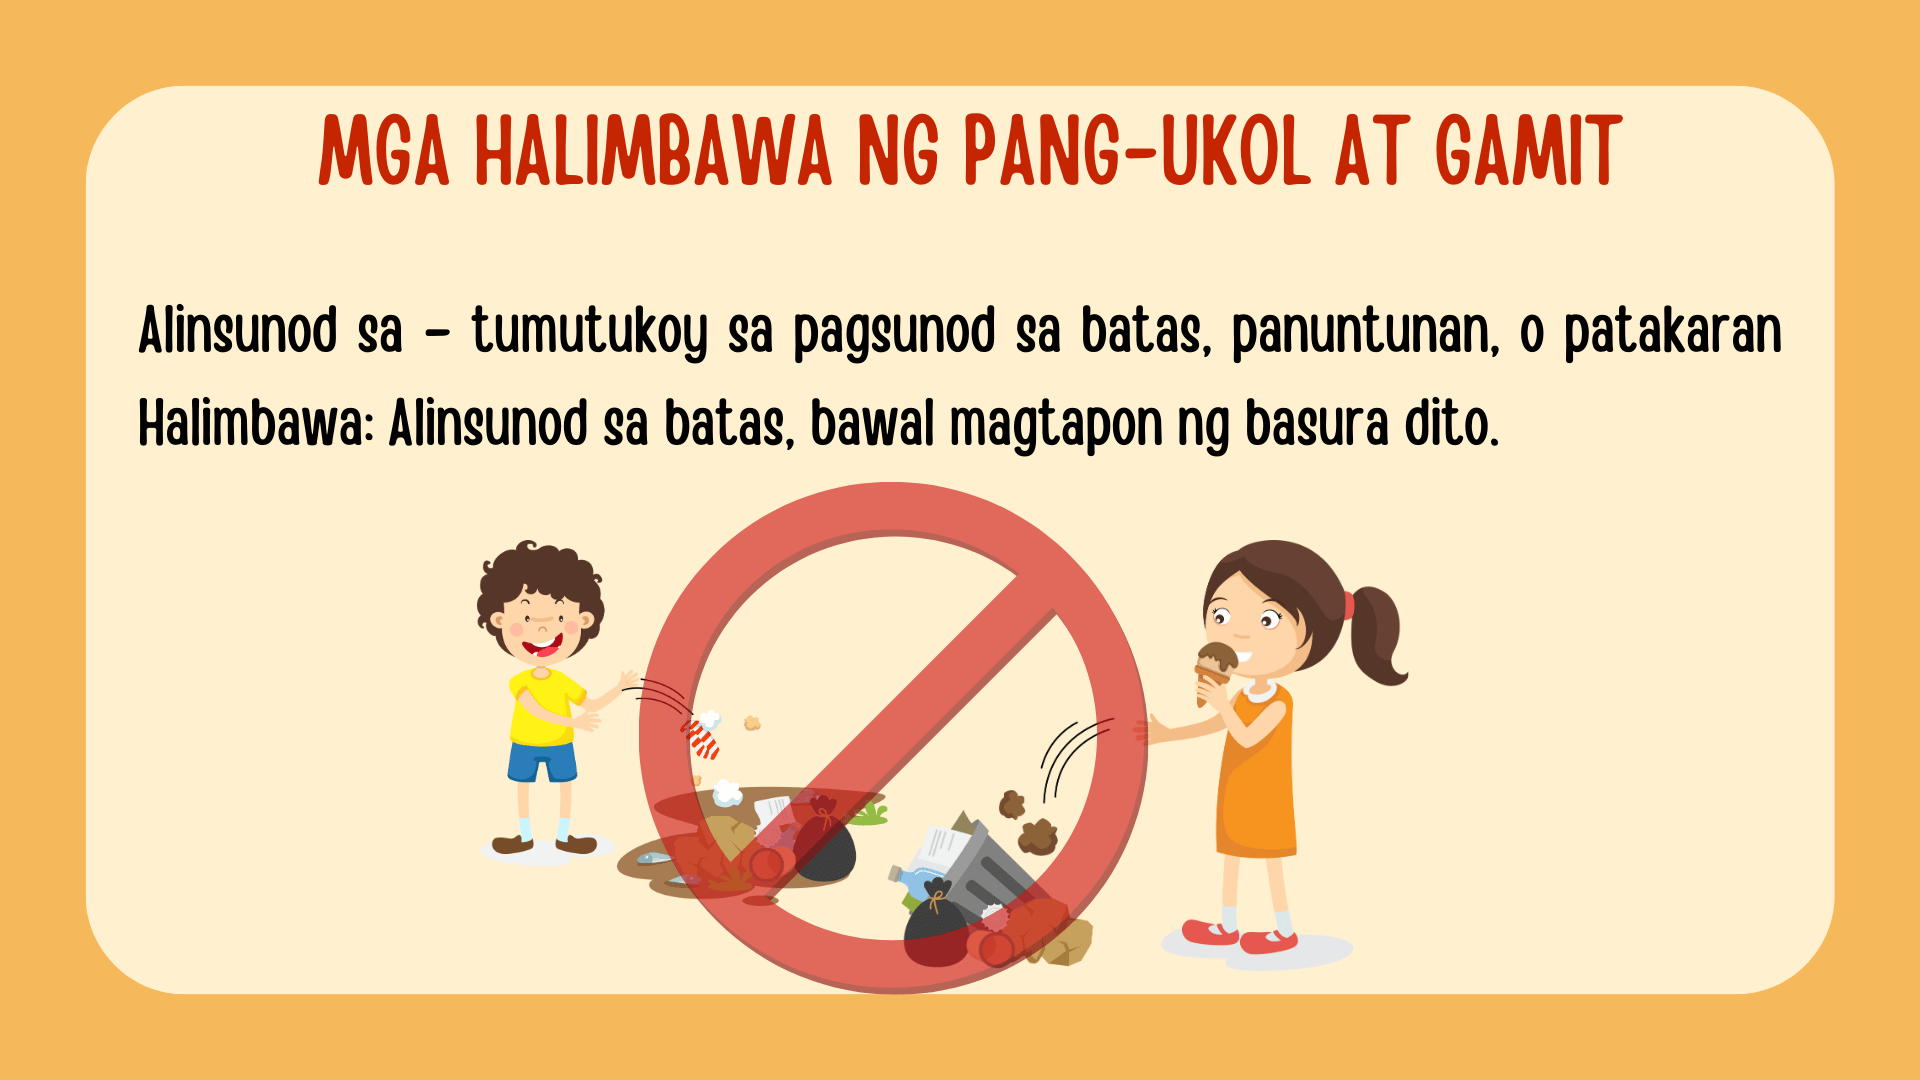 MGA HALIMBAWA NG PANG-UKOL AT GAMIT
Alinsunod sa – tumutukoy sa pagsunod sa batas, panuntunan, o patakaran
Halimbawa: Alinsunod sa batas, bawal magtapon ng basura dito.